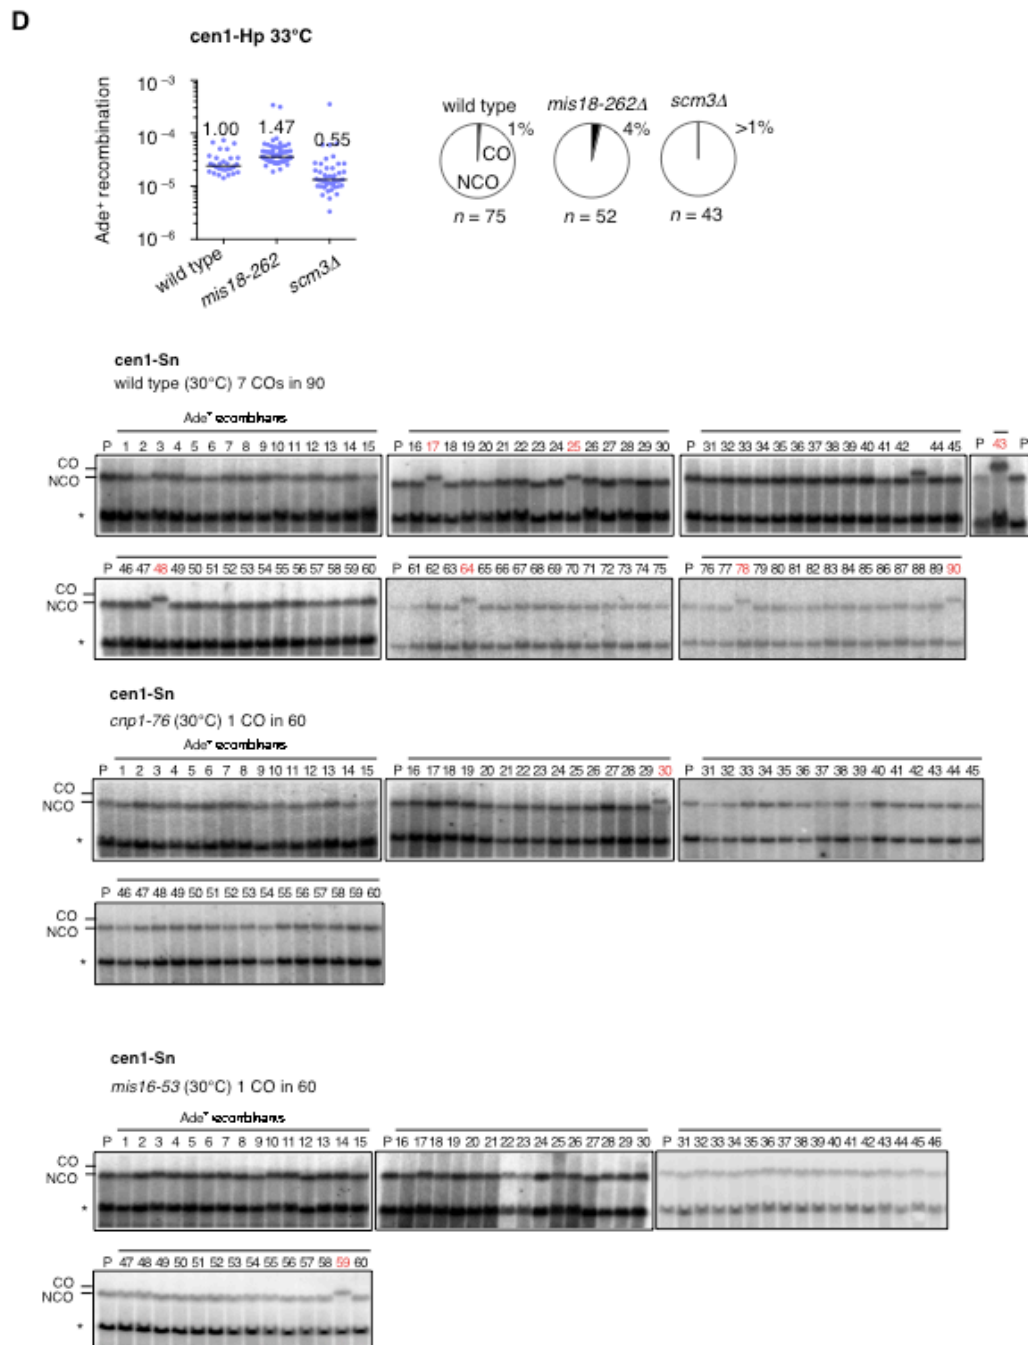 D
cen1-Hp 33°C
Ade⁺ recombination
10⁻³
10⁻⁴
10⁻⁵
10⁻⁶
1.00
1.47
0.55
wild type
mis18-262
scm3Δ
wild type
mis18-262Δ
scm3Δ
1%
4%
>1%
CO
NCO
n = 75
n = 52
n = 43
cen1-Sn
wild type (30°C) 7 COs in 90
Ade⁺ recombinants
P 1 2 3 4 5 6 7 8 9 10 11 12 13 14 15
P 16 17 18 19 20 21 22 23 24 25 26 27 28 29 30
P 31 32 33 34 35 36 37 38 39 40 41 42 44 45
P 43 P
CO
NCO
*
P 46 47 48 49 50 51 52 53 54 55 56 57 58 59 60
P 61 62 63 64 65 66 67 68 69 70 71 72 73 74 75
P 76 77 78 79 80 81 82 83 84 85 86 87 88 89 90
CO
NCO
*
cen1-Sn
cnp1-76 (30°C) 1 CO in 60
Ade⁺ recombinants
P 1 2 3 4 5 6 7 8 9 10 11 12 13 14 15
P 16 17 18 19 20 21 22 23 24 25 26 27 28 29 30
P 31 32 33 34 35 36 37 38 39 40 41 42 43 44 45
CO
NCO
*
P 46 47 48 49 50 51 52 53 54 55 56 57 58 59 60
CO
NCO
*
cen1-Sn
mis16-53 (30°C) 1 CO in 60
Ade⁺ recombinants
P 1 2 3 4 5 6 7 8 9 10 11 12 13 14 15
P 16 17 18 19 20 21 22 23 24 25 26 27 28 29 30
P 31 32 33 34 35 36 37 38 39 40 41 42 43 44 45 46
CO
NCO
*
P 47 48 49 50 51 52 53 54 55 56 57 58 59 60
CO
NCO
*